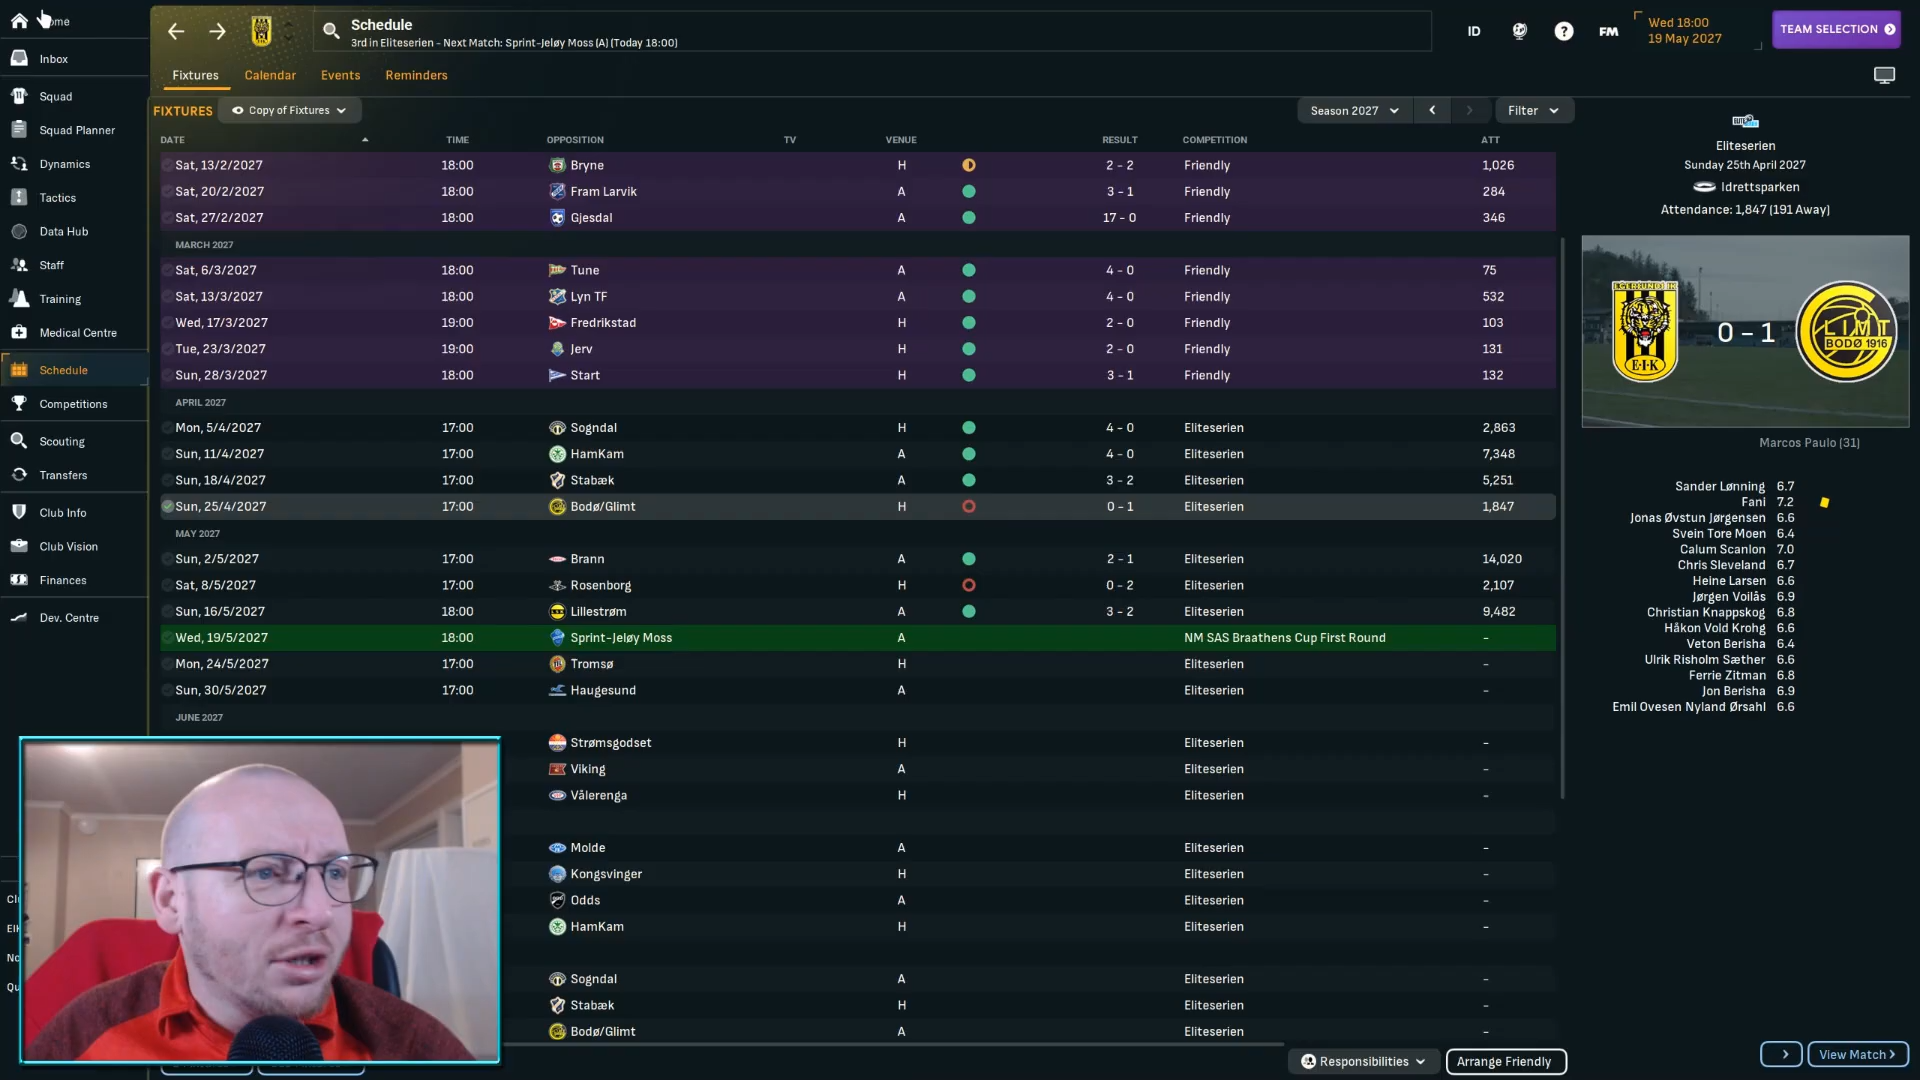 Schedule
3rd in Eliteserien - Next Match: Sprint-Jeløy Moss (A) (Today 18:00)
ID
FM
Wed 18:00
19 May 2027
TEAM SELECTION
Inbox
Squad
Squad Planner
Dynamics
Tactics
Data Hub
Staff
Training
Medical Centre
Schedule
Competitions
Scouting
Transfers
Club Info
Club Vision
Finances
Dev. Centre
Fixtures Calendar Events Reminders
FIXTURES Copy of Fixtures Season 2027 Filter
DATE TIME OPPOSITION TV VENUE RESULT COMPETITION ATT
Sat, 13/2/2027 18:00 Bryne H 2 - 2 Friendly 1,026
Sat, 20/2/2027 18:00 Fram Larvik A 3 - 1 Friendly 284
Sat, 27/2/2027 18:00 Gjesdal A 17 - 0 Friendly 346
MARCH 2027
Sat, 6/3/2027 18:00 Tune A 4 - 0 Friendly 75
Sat, 13/3/2027 18:00 Lyn TF A 4 - 0 Friendly 532
Wed, 17/3/2027 19:00 Fredrikstad H 2 - 0 Friendly 103
Tue, 23/3/2027 19:00 Jerv H 2 - 0 Friendly 131
Sun, 28/3/2027 18:00 Start H 3 - 1 Friendly 132
APRIL 2027
Mon, 5/4/2027 17:00 Sogndal H 4 - 0 Eliteserien 2,863
Sun, 11/4/2027 17:00 HamKam A 4 - 0 Eliteserien 7,348
Sun, 18/4/2027 17:00 Stabæk A 3 - 2 Eliteserien 5,251
Sun, 25/4/2027 17:00 Bodø/Glimt H 0 - 1 Eliteserien 1,847
MAY 2027
Sun, 2/5/2027 17:00 Brann A 2 - 1 Eliteserien 14,020
Sat, 8/5/2027 17:00 Rosenborg H 0 - 2 Eliteserien 2,107
Sun, 16/5/2027 18:00 Lillestrøm A 3 - 2 Eliteserien 9,482
Wed, 19/5/2027 18:00 Sprint-Jeløy Moss A NM SAS Braathens Cup First Round -
Mon, 24/5/2027 17:00 Tromsø H Eliteserien -
Sun, 30/5/2027 17:00 Haugesund A Eliteserien -
JUNE 2027
Strømsgodset H Eliteserien -
Viking A Eliteserien -
Vålerenga H Eliteserien -
Molde A Eliteserien -
Kongsvinger H Eliteserien -
Odds A Eliteserien -
HamKam H Eliteserien -
Sogndal A Eliteserien -
Stabæk H Eliteserien -
Bodø/Glimt A Eliteserien -
Responsibilities Arrange Friendly
Eliteserien
Sunday 25th April 2027
Idrettsparken
Attendance: 1,847 (191 Away)
E·I·K
0 - 1
LIMT
BODØ 1916
Marcos Paulo (31)
Sander Lønning 6.7
Fani 7.2
Jonas Øvstun Jørgensen 6.6
Svein Tore Moen 6.4
Calum Scanlon 7.0
Chris Sleveland 6.7
Heine Larsen 6.6
Jørgen Voilås 6.9
Christian Knappskog 6.8
Håkon Vold Krohg 6.6
Veton Berisha 6.4
Ulrik Risholm Sæther 6.6
Ferrie Zitman 6.8
Jon Berisha 6.9
Emil Ovesen Nyland Ørsahl 6.6
View Match